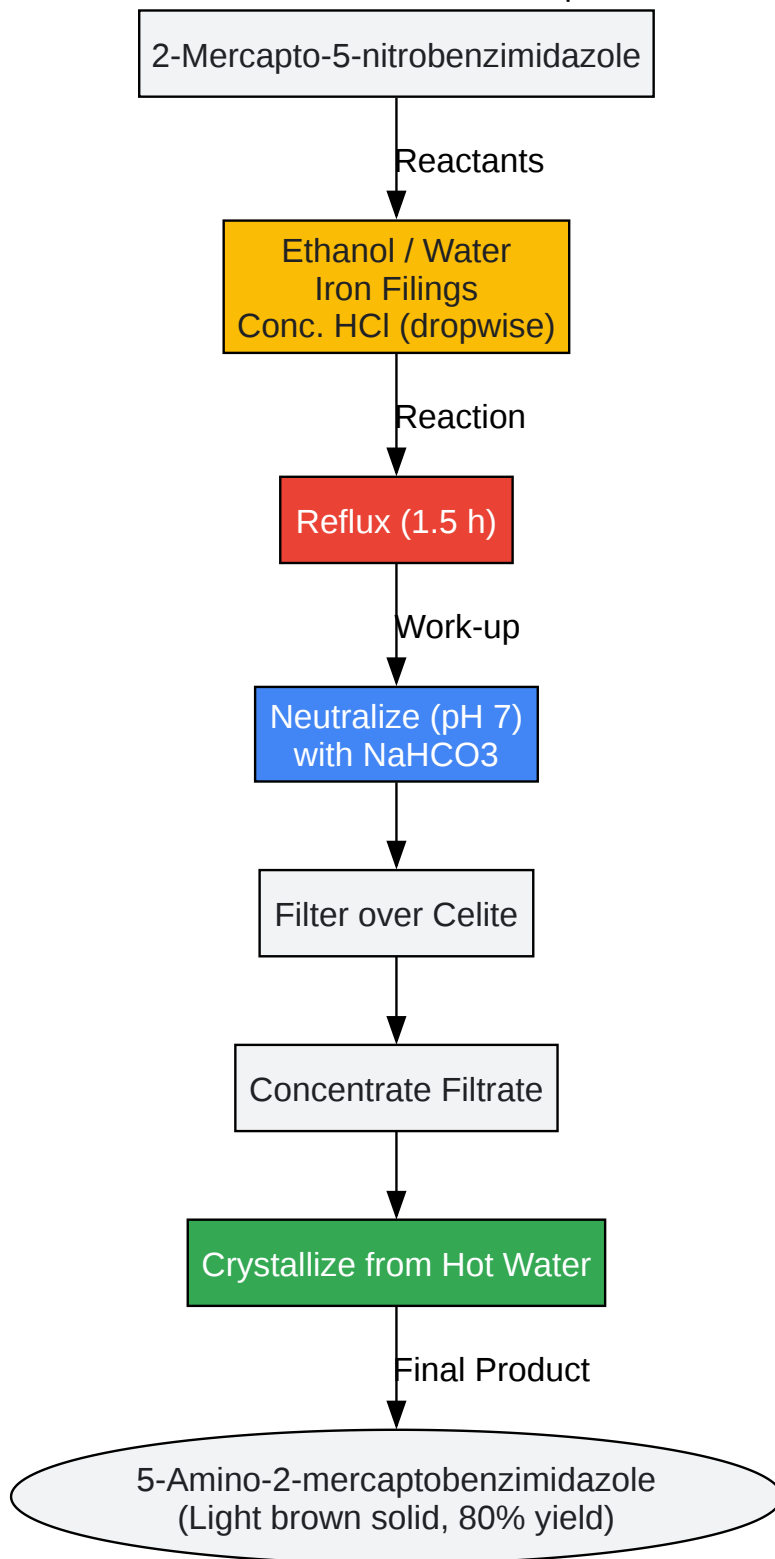 2-Mercapto-5-nitrobenzimidazole
Reactants
Ethanol / Water
Iron Filings
Conc. HCl (dropwise)
Reaction
Reflux (1.5 h)
Work-up
Neutralize (pH 7)
with NaHCO3
Filter over Celite
Concentrate Filtrate
Crystallize from Hot Water
Final Product
5-Amino-2-mercaptobenzimidazole
(Light brown solid, 80% yield)